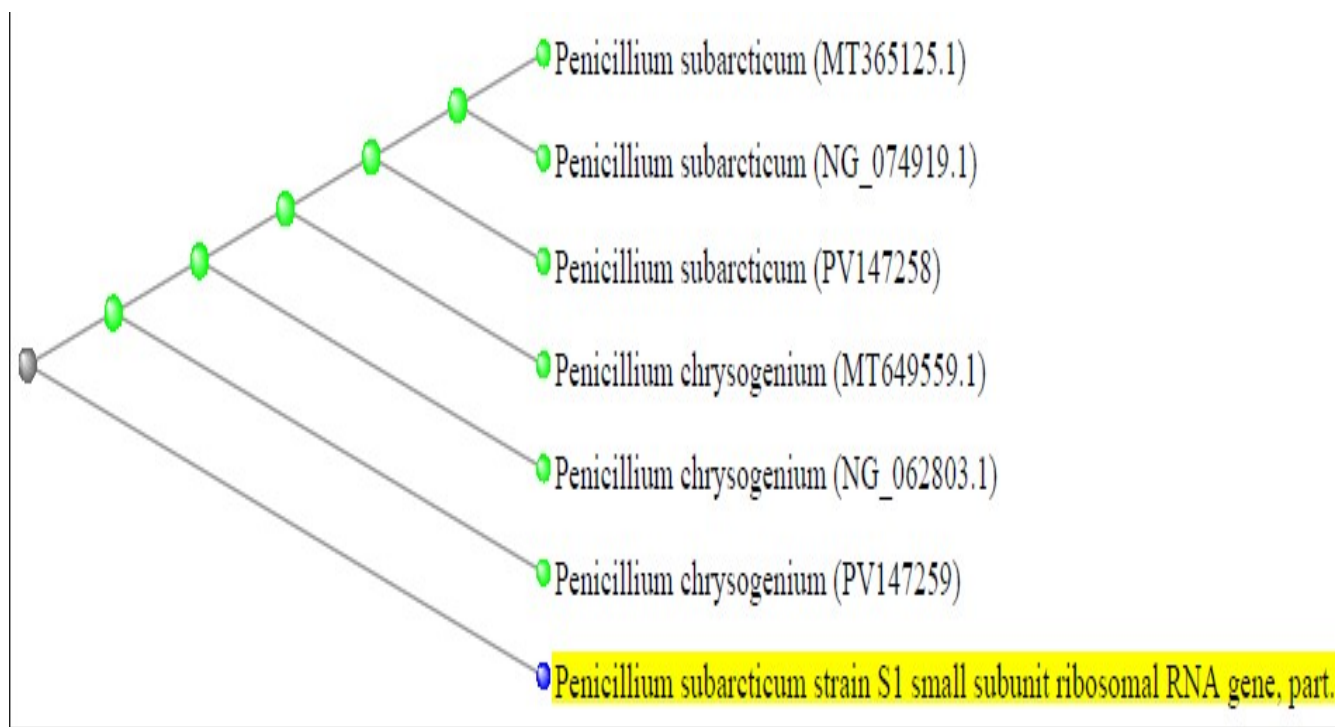 Penicillium subarcticum (MT365125.1)
Penicillium subarcticum (NG_074919.1)
Penicillium subarcticum (PV147258)
Penicillium chrysogenium (MT649559.1)
Penicillium chrysogenium (NG_062803.1)
Penicillium chrysogenium (PV147259)
Penicillium subarcticum strain S1 small subunit ribosomal RNA gene, part.